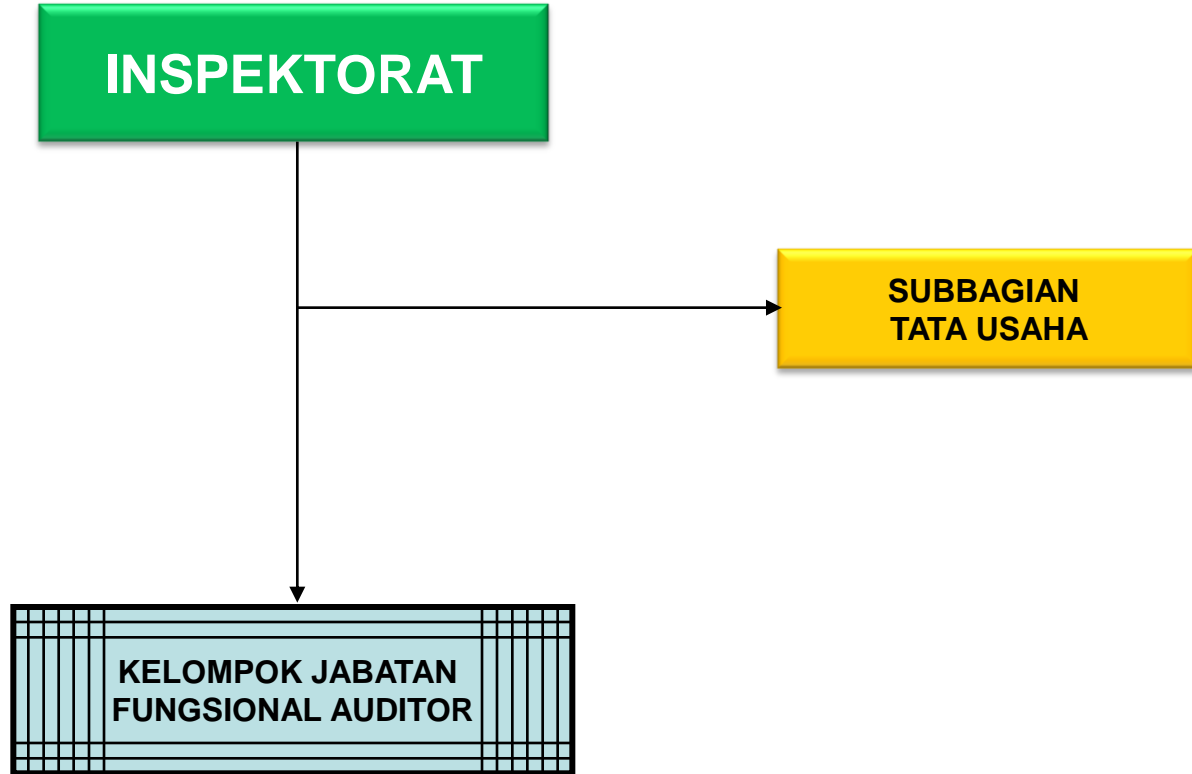 INSPEKTORAT
SUBBAGIAN
TATA USAHA
KELOMPOK JABATAN
FUNGSIONAL AUDITOR